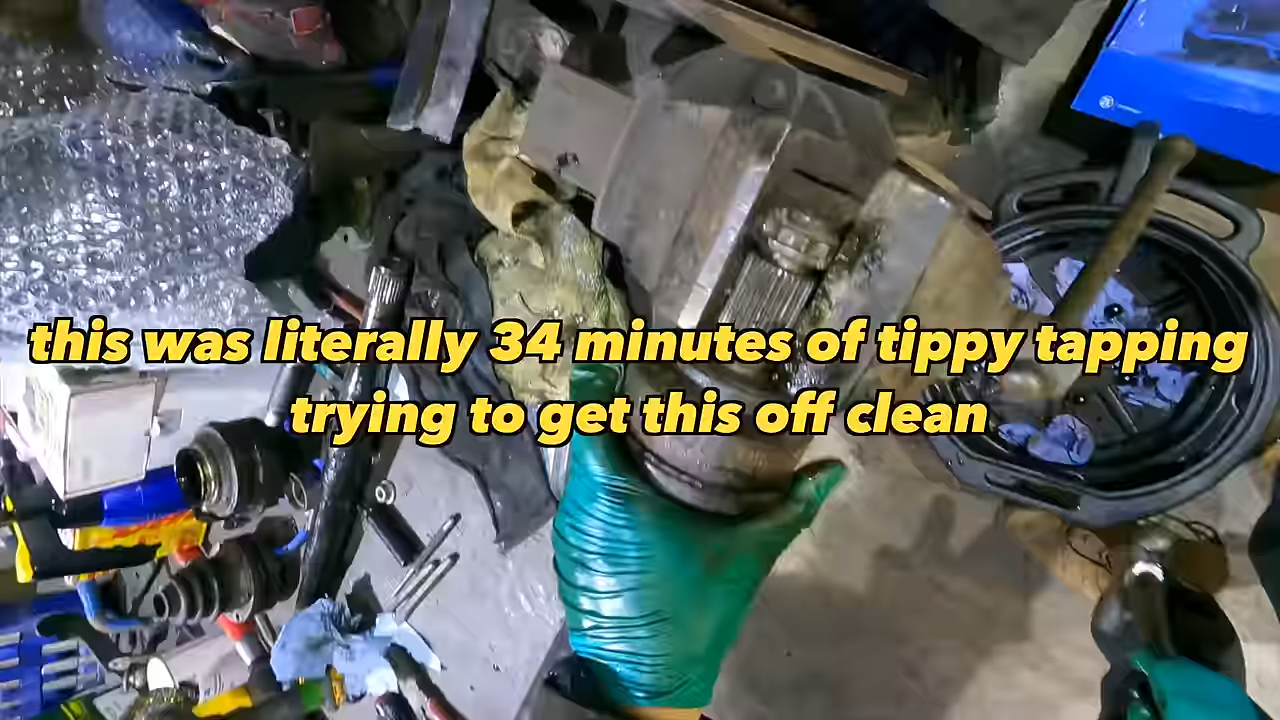 this was literally 34 minutes of tippy tapping
trying to get this off clean